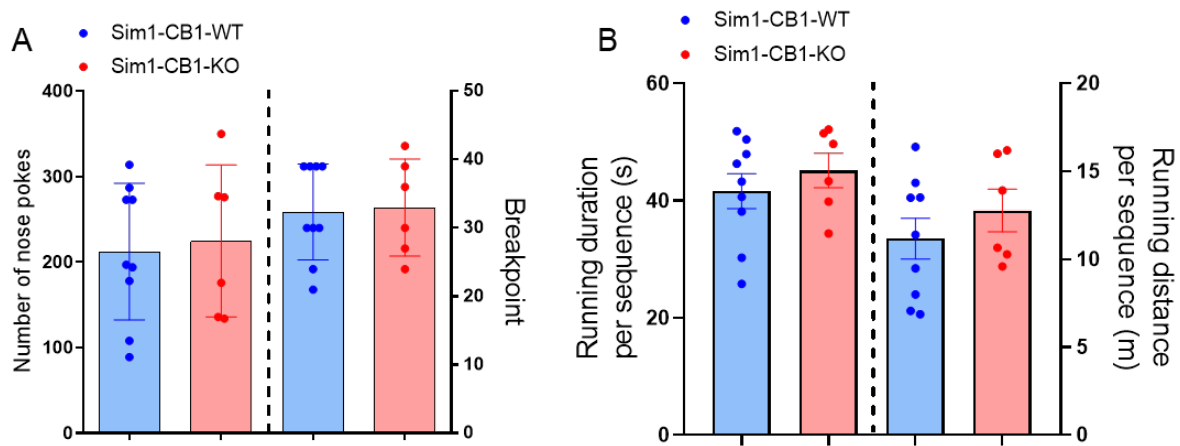 A
Sim1-CB1-WT
Sim1-CB1-KO
Number of nose pokes
400
300
200
100
0
50
40
30
20
10
0
Breakpoint
B
Sim1-CB1-WT
Sim1-CB1-KO
Running duration
per sequence (s)
60
40
20
0
20
15
10
5
0
Running distance
per sequence (m)